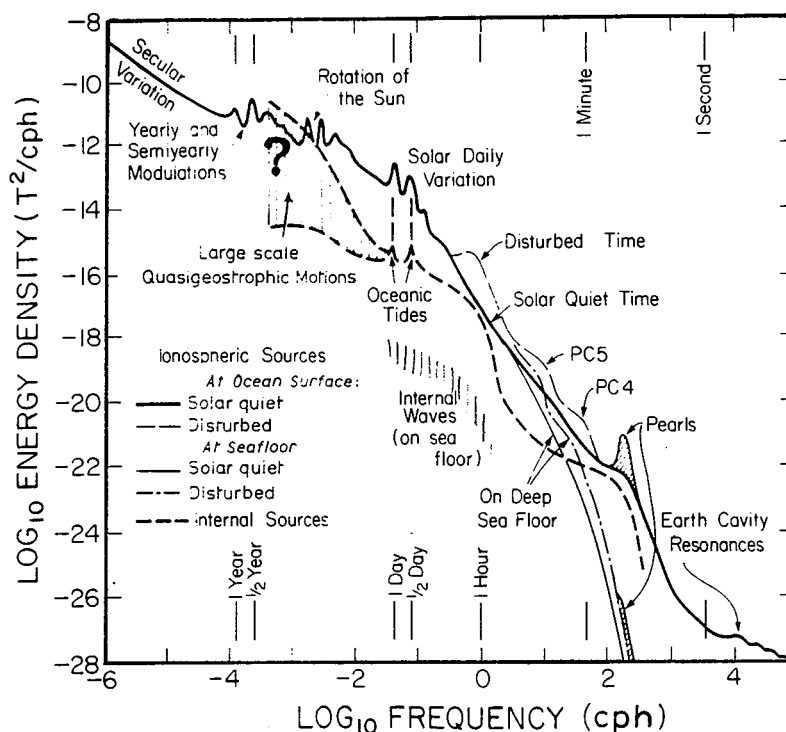 LOG10 ENERGY DENSITY (T²/cph)
-8
-10
-12
-14
-16
-18
-20
-22
-24
-26
-28
Secular
Variation
Yearly and
Semiyearly
Modulations
?
Rotation of
the Sun
1 Minute
1 Second
Solar Daily
Variation
Large scale
Quasigeostrophic Motions
Oceanic
Tides
Disturbed Time
Solar Quiet Time
PC5
PC4
Pearls
Internal
Waves
(on sea
floor)
On Deep
Sea Floor
Earth Cavity
Resonances
Ionospheric Sources
At Ocean Surface:
Solar quiet
Disturbed
At Seafloor
Solar quiet
Disturbed
Internal Sources
1 Year
1/2 Year
1 Day
1/2 Day
1 Hour
-6
-4
-2
0
2
4
LOG10 FREQUENCY (cph)